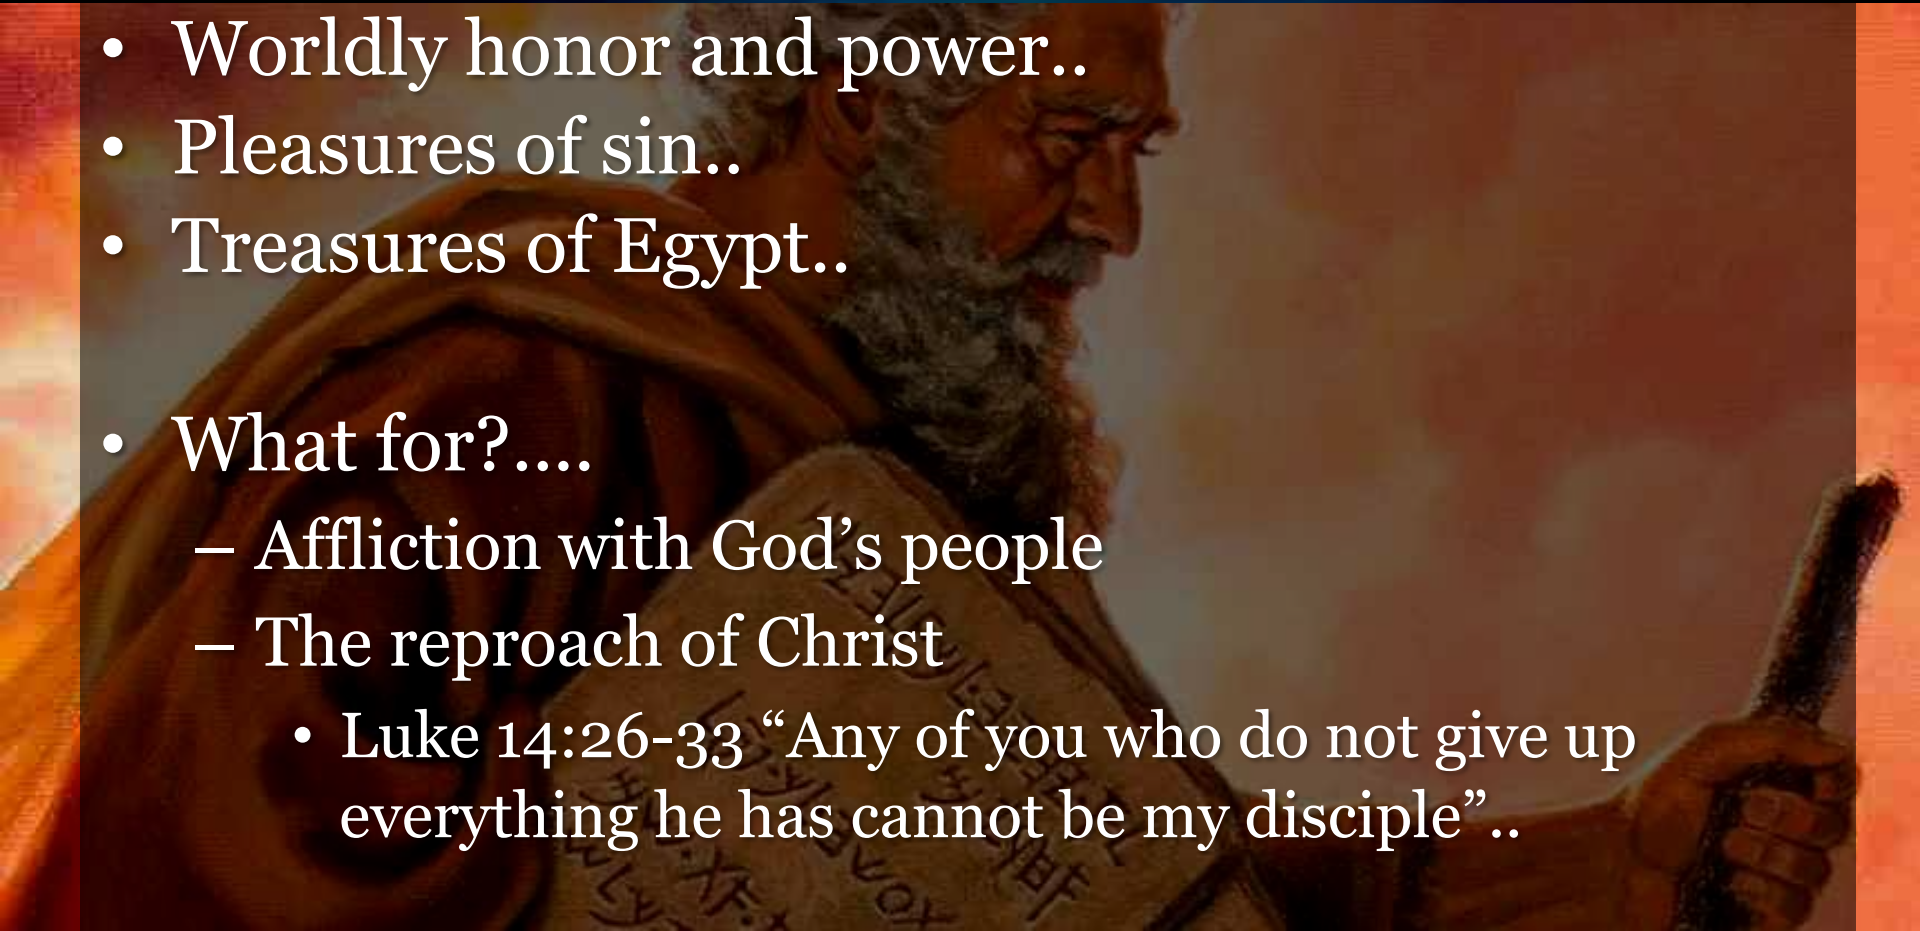 • Worldly honor and power..
• Pleasures of sin..
• Treasures of Egypt..
• What for?....
– Affliction with God’s people
– The reproach of Christ
• Luke 14:26-33 “Any of you who do not give up
everything he has cannot be my disciple”..